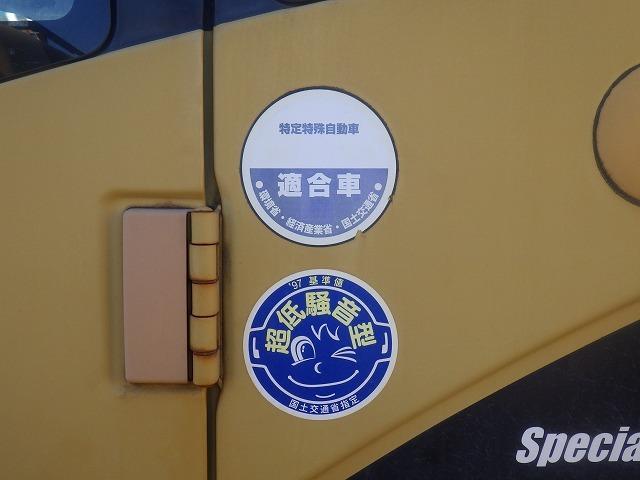 特定特殊自動車
適合車
●環境省・経済産業省・国土交通省●
'97 基準値
超低騒音型
国土交通省指定
Specia